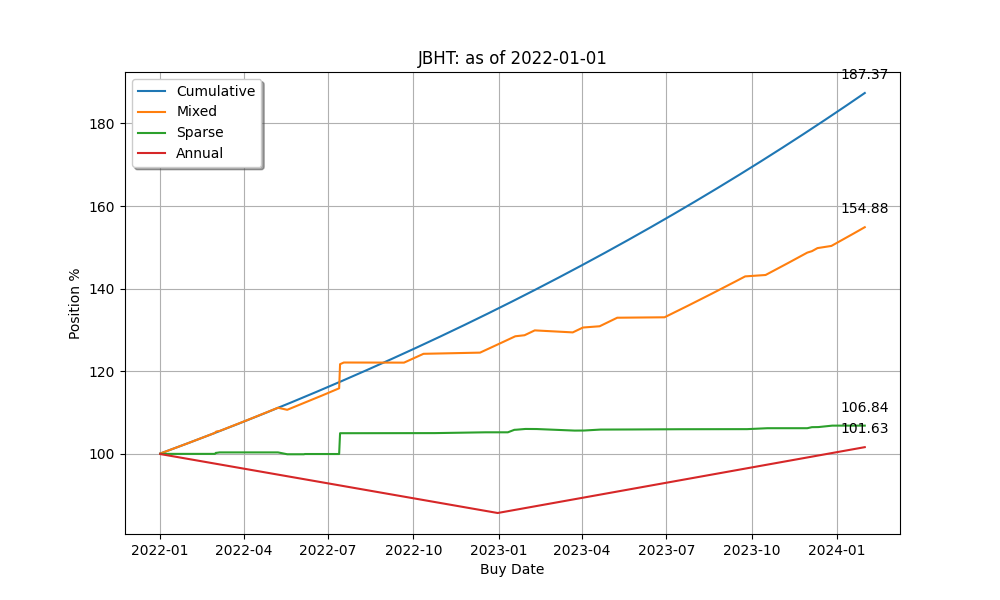 JBHT: as of 2022-01-01
Cumulative
Mixed
Sparse
Annual
187.37
154.88
106.84
101.63
180
160
140
120
100
Position %
2022-01 2022-04 2022-07 2022-10 2023-01 2023-04 2023-07 2023-10 2024-01
Buy Date